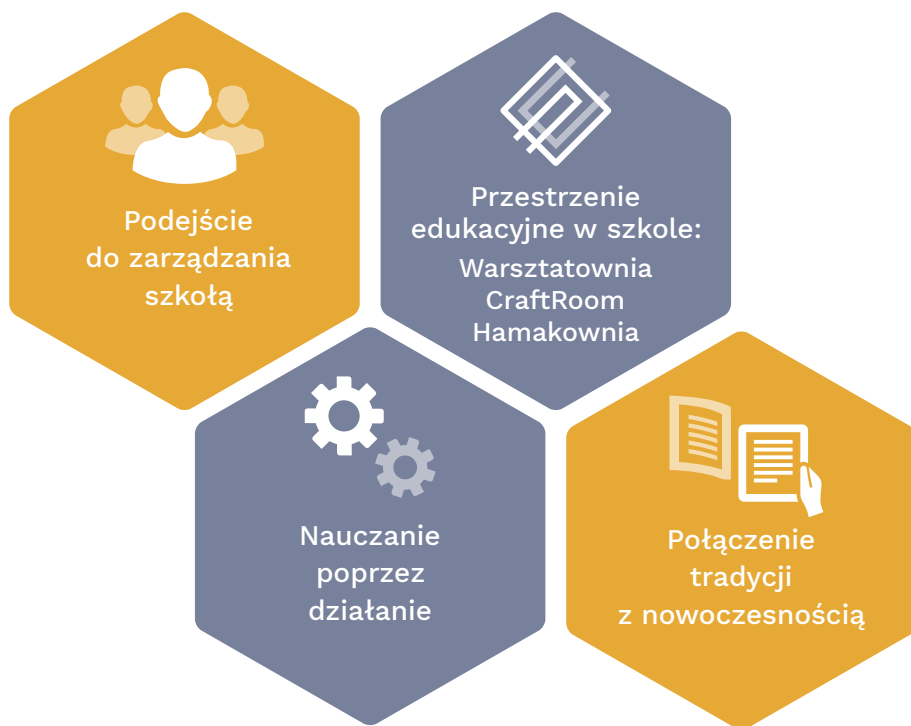 Podejście
do zarządzania
szkołą
Przestrzenie
edukacyjne w szkole:
Warsztatownia
CraftRoom
Hamakownia
Nauczanie
poprzez
działanie
Połączenie
tradycji
z nowoczesnością